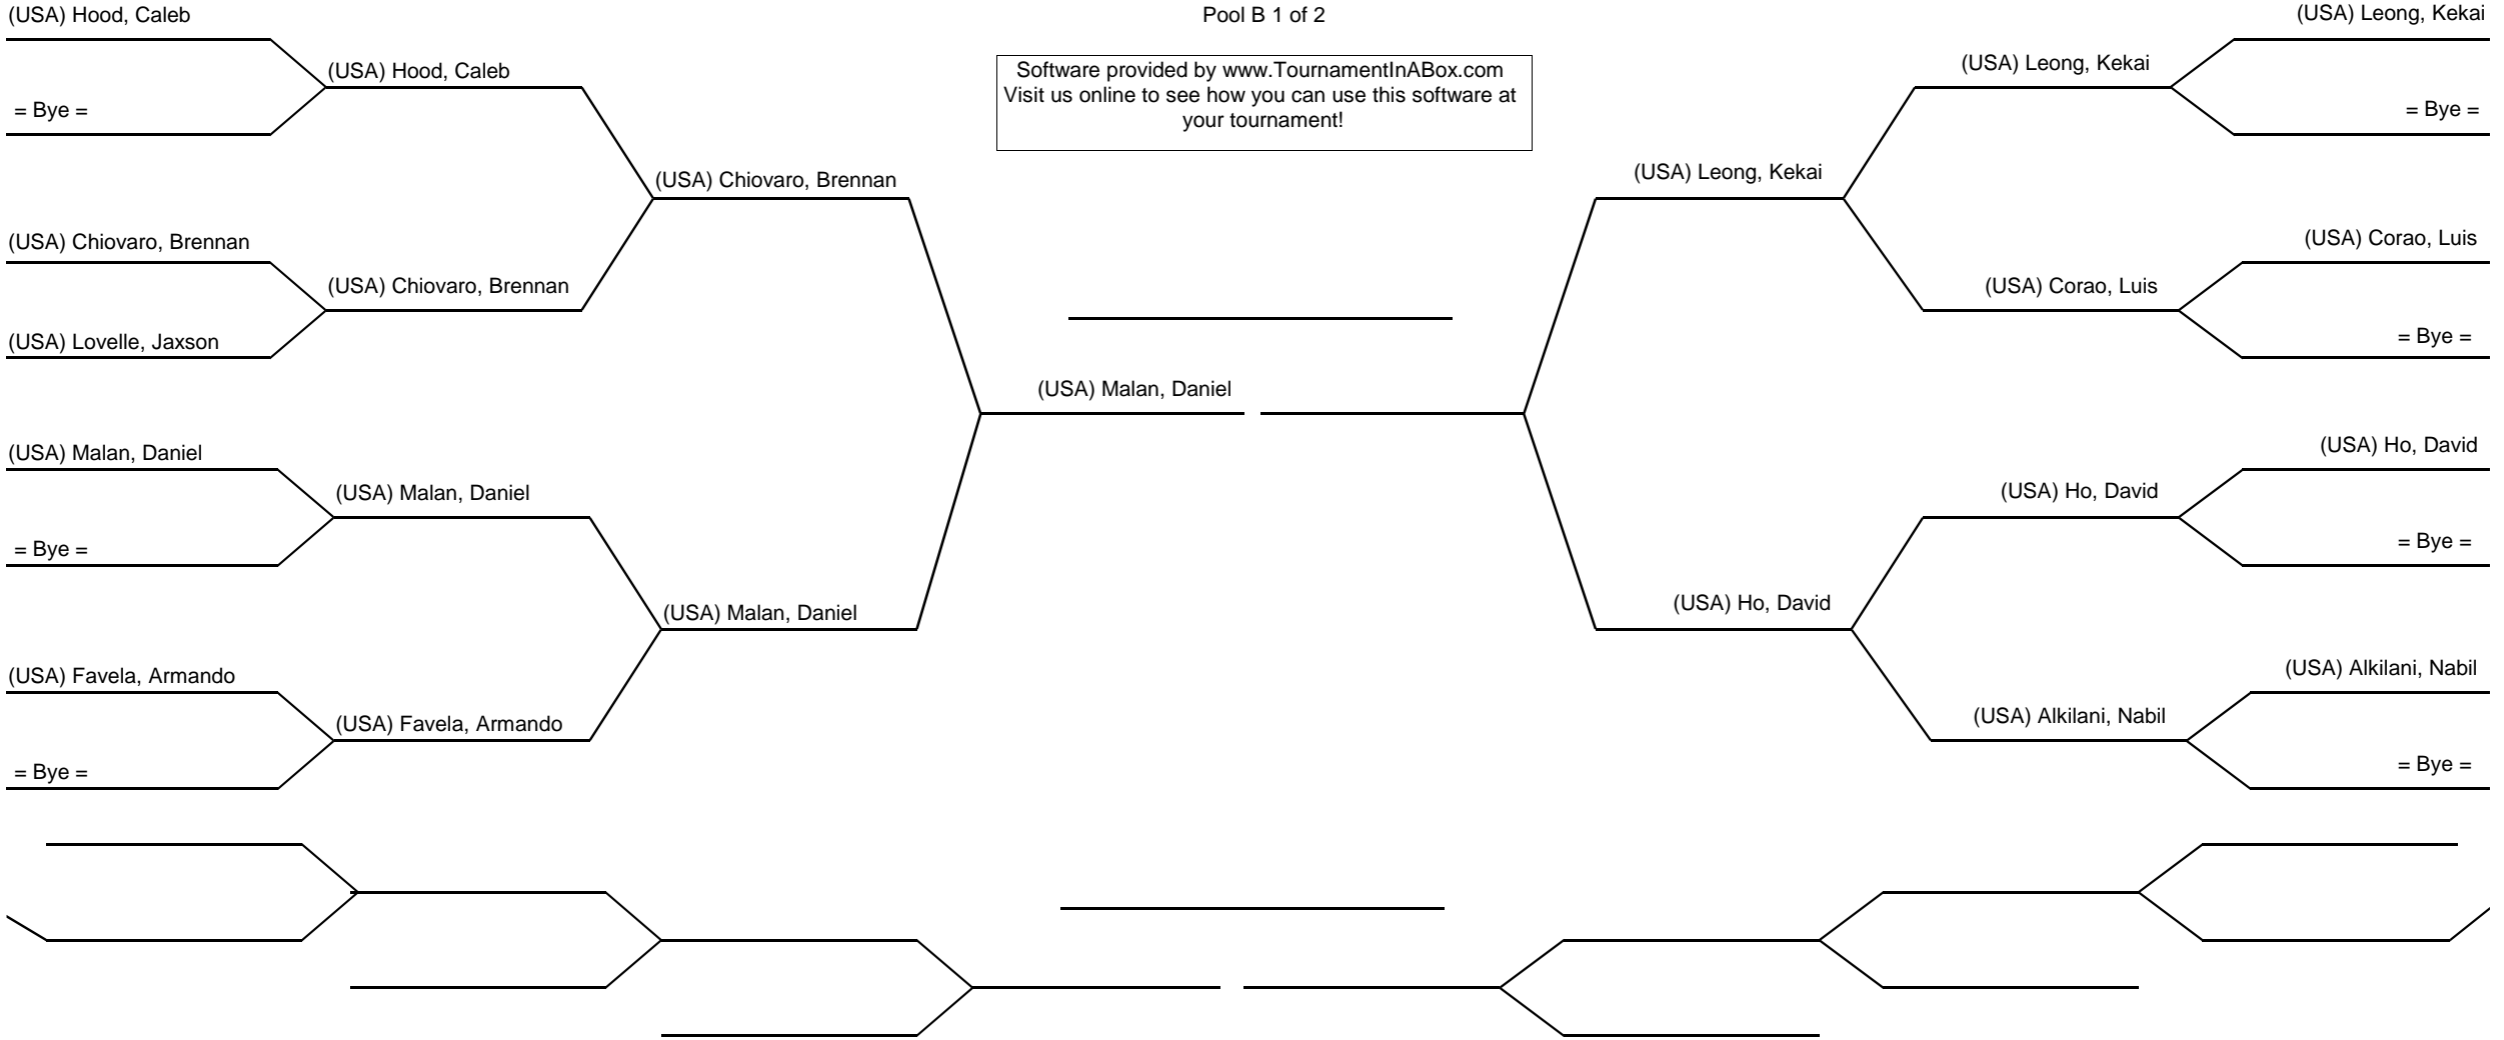 (USA) Hood, Caleb
= Bye =
(USA) Chiovaro, Brennan
(USA) Lovelle, Jaxson
(USA) Malan, Daniel
= Bye =
(USA) Favela, Armando
= Bye =
(USA) Hood, Caleb
(USA) Chiovaro, Brennan
(USA) Malan, Daniel
(USA) Favela, Armando
(USA) Chiovaro, Brennan
(USA) Malan, Daniel
Pool B 1 of 2
Software provided by www.TournamentInABox.com
Visit us online to see how you can use this software at
your tournament!
(USA) Malan, Daniel
(USA) Leong, Kekai
(USA) Ho, David
(USA) Leong, Kekai
(USA) Corao, Luis
(USA) Ho, David
(USA) Alkilani, Nabil
(USA) Leong, Kekai
= Bye =
(USA) Corao, Luis
= Bye =
(USA) Ho, David
= Bye =
(USA) Alkilani, Nabil
= Bye =